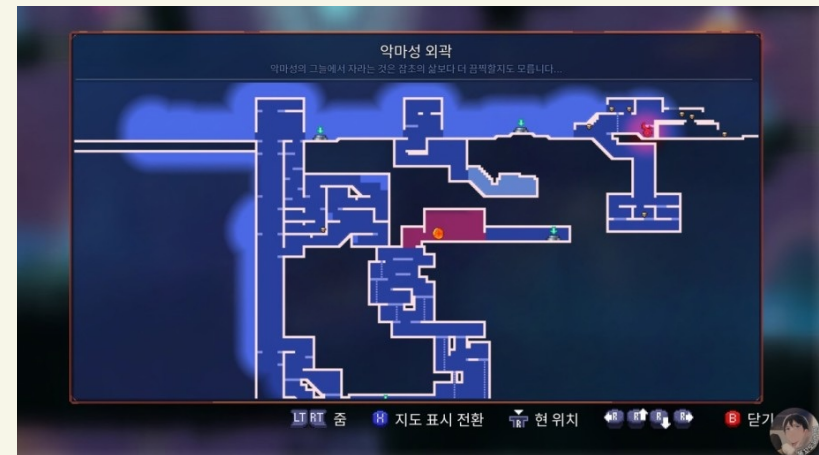 악마성 외곽
악마성의 그늘에서 자라는 것은 잡초의 삶보다 더 끔찍할지도 모릅니다...
LT RT 줌 X 지도 표시 전환 R 현 위치 R R R R B 닫기